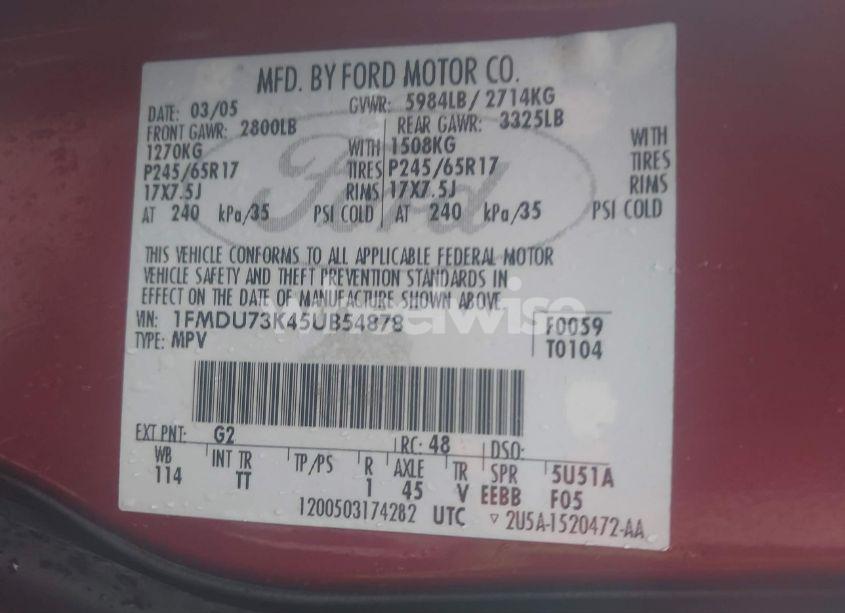 MFD. BY FORD MOTOR CO.
DATE: 03/05 GVWR: 5984LB / 2714KG
FRONT GAWR: 2800LB REAR GAWR: 3325LB
1270KG WITH 1508KG WITH
P245/65R17 TIRES P245/65R17 TIRES
17X7.5J RIMS 17X7.5J RIMS
AT 240 kPa/35 PSI COLD AT 240 kPa/35 PSI COLD
Ford
THIS VEHICLE CONFORMS TO ALL APPLICABLE FEDERAL MOTOR
VEHICLE SAFETY AND THEFT PREVENTION STANDARDS IN
EFFECT ON THE DATE OF MANUFACTURE SHOWN ABOVE.
VIN: 1FMDU73K45UB54878 F0059
TYPE: MPV T0104
EXT PNT: G2 RC: 48 DSO:
WB INT TR TP/PS R AXLE TR SPR 5U51A
114 TT 1 45 V EEBB F05
1200503174282 UTC ▽ 2U5A-1520472-AA